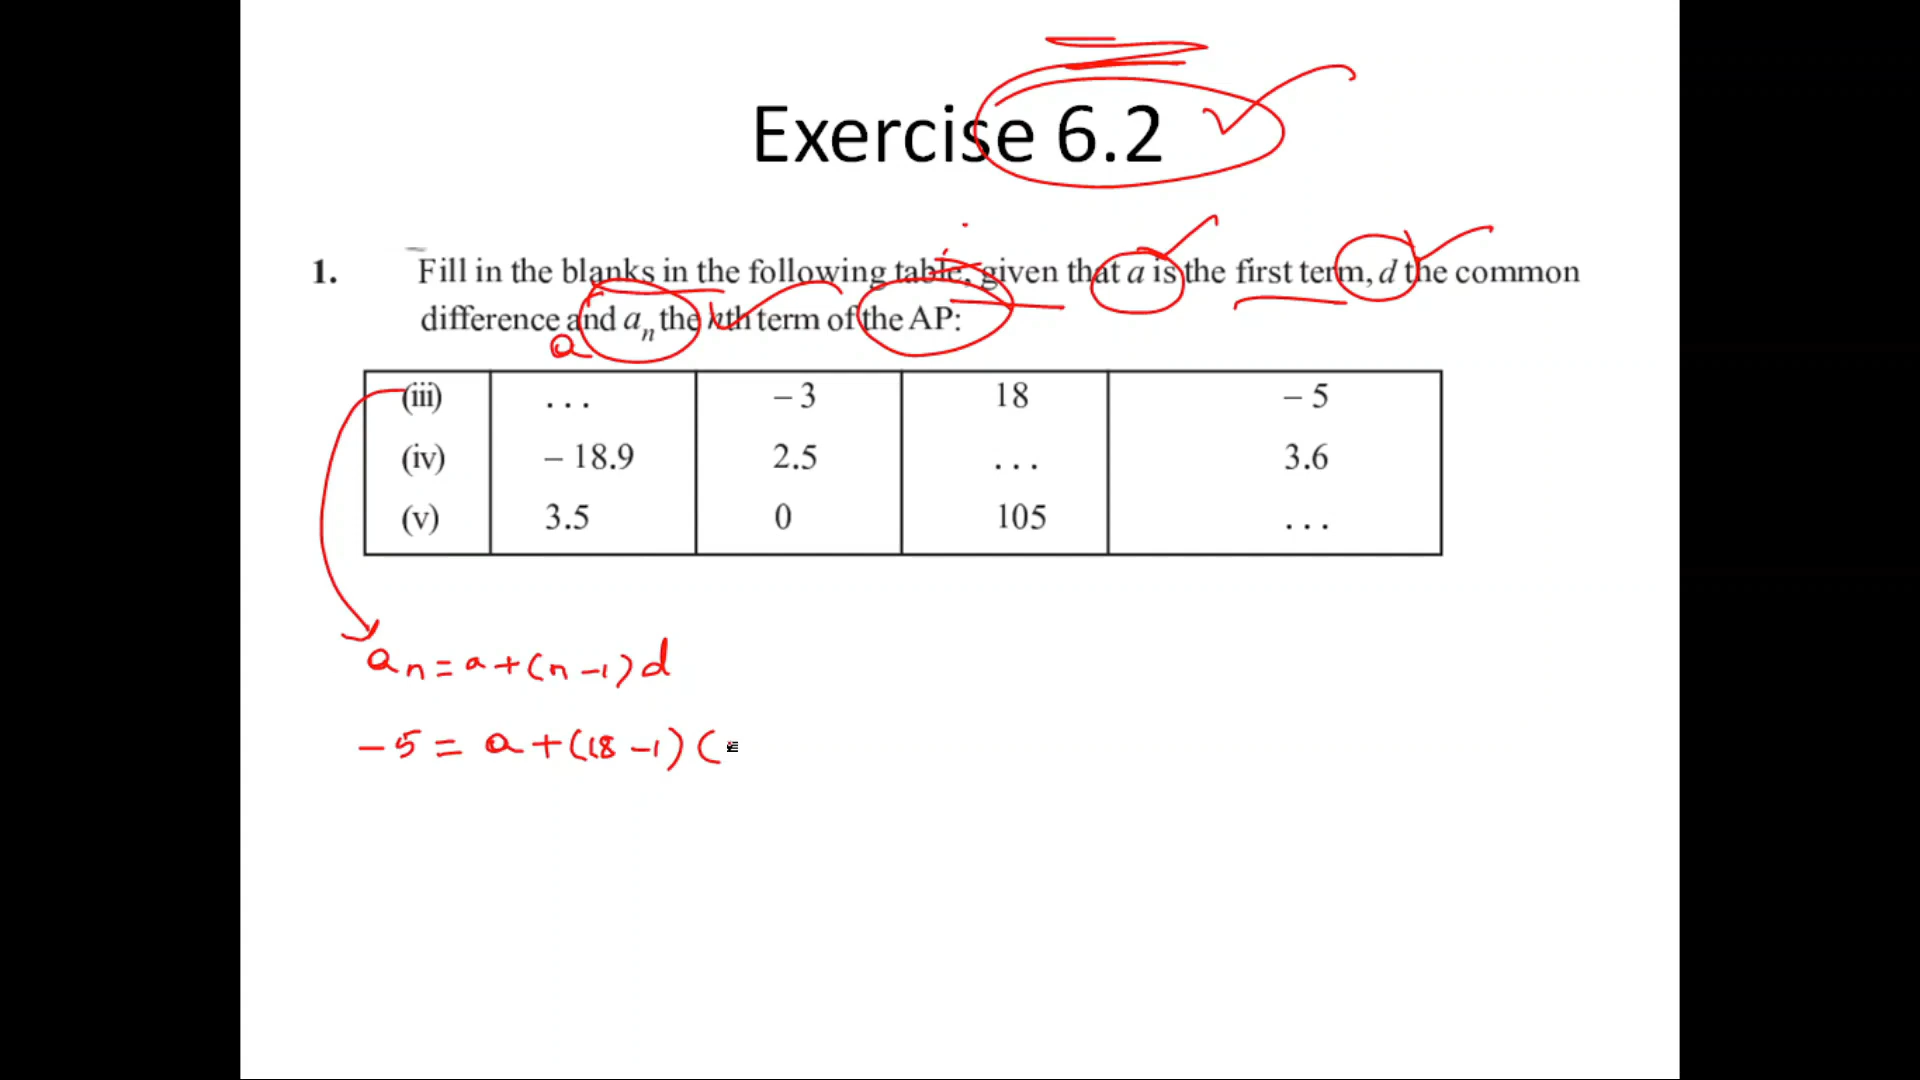 Exercise 6.2
1. Fill in the blanks in the following table, given that a is the first term, d the common
difference and aₙ the nth term of the AP:
a
(iii) ... – 3 18 – 5
(iv) – 18.9 2.5 ... 3.6
(v) 3.5 0 105 ...
aₙ = a + (n - 1) d
- 5 = a + (18 - 1) (